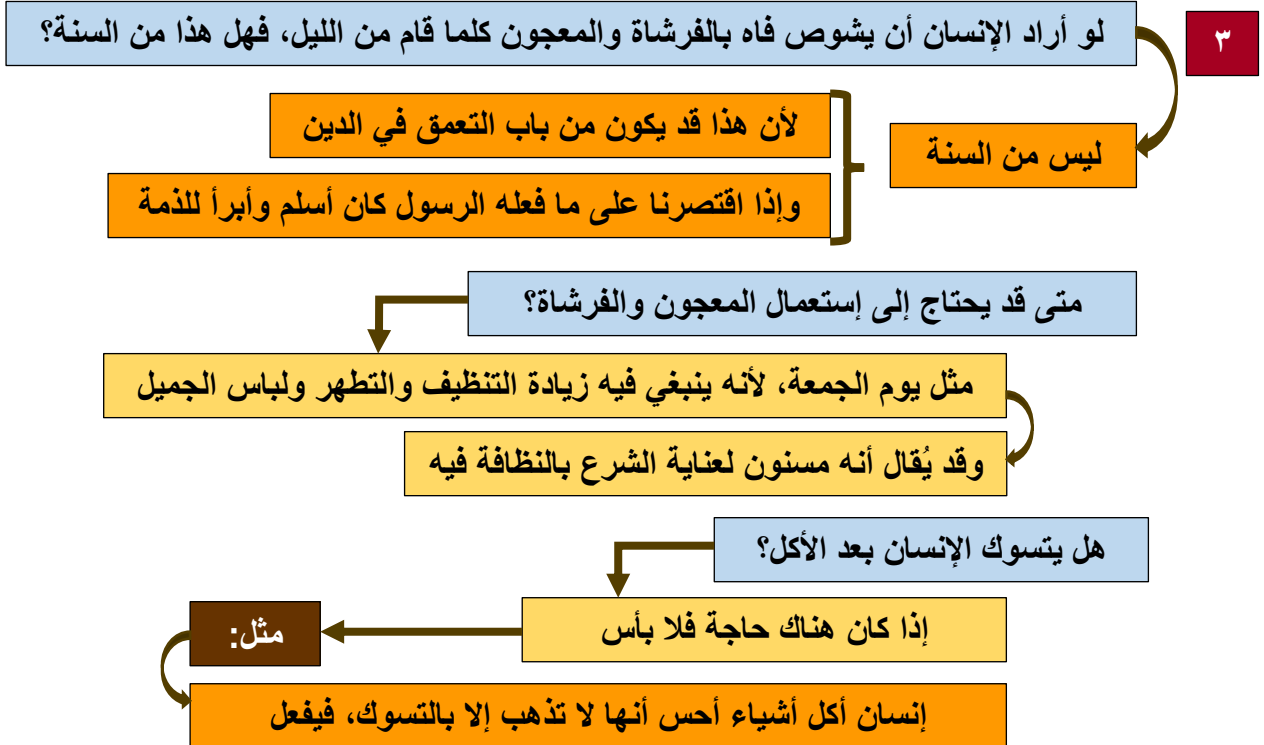 ٣
لو أراد الإنسان أن يشوص فاه بالفرشاة والمعجون كلما قام من الليل، فهل هذا من السنة؟
ليس من السنة
لأن هذا قد يكون من باب التعمق في الدين
وإذا اقتصرنا على ما فعله الرسول كان أسلم وأبرأ للذمة
متى قد يحتاج إلى إستعمال المعجون والفرشاة؟
مثل يوم الجمعة، لأنه ينبغي فيه زيادة التنظيف والتطهر ولباس الجميل
وقد يُقال أنه مسنون لعناية الشرع بالنظافة فيه
هل يتسوك الإنسان بعد الأكل؟
إذا كان هناك حاجة فلا بأس
مثل:
إنسان أكل أشياء أحس أنها لا تذهب إلا بالتسوك، فيفعل